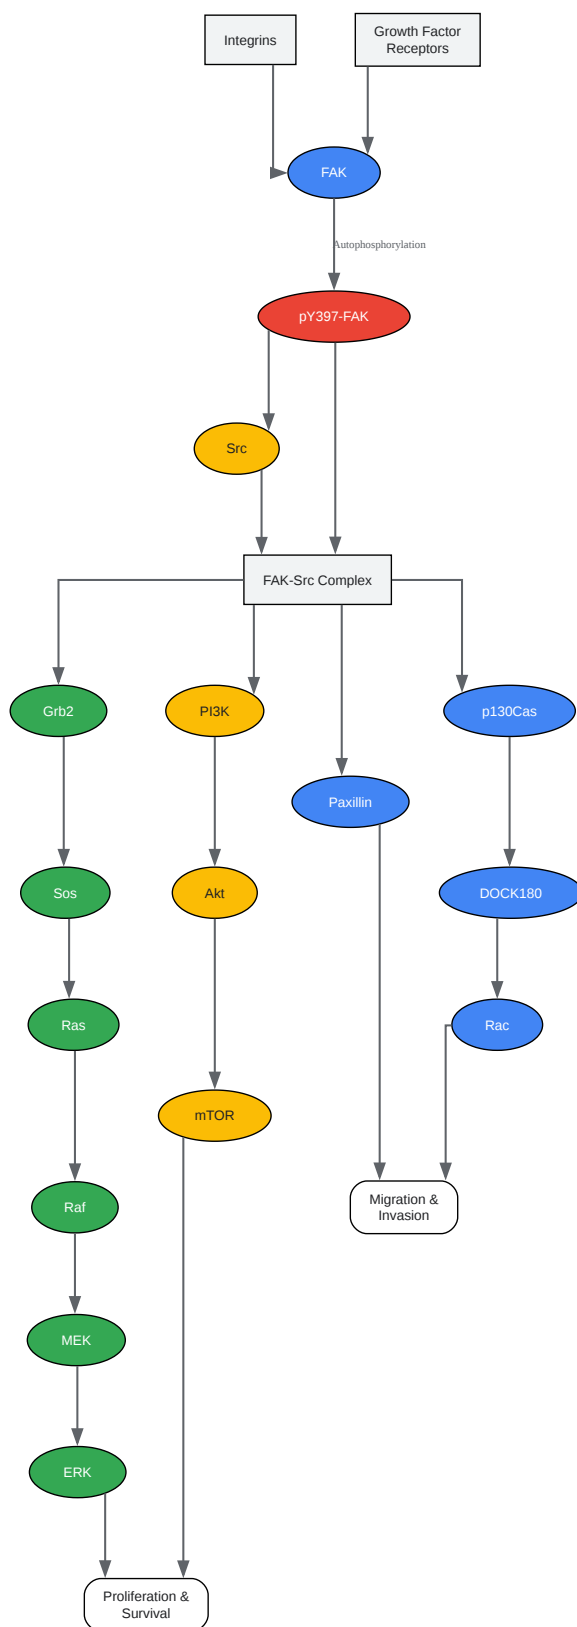 Integrins
Growth Factor
Receptors
FAK
Autophosphorylation
pY397-FAK
Src
FAK-Src Complex
Grb2
PI3K
p130Cas
Paxillin
Sos
Akt
DOCK180
Ras
Rac
mTOR
Raf
Migration &
Invasion
MEK
ERK
Proliferation &
Survival